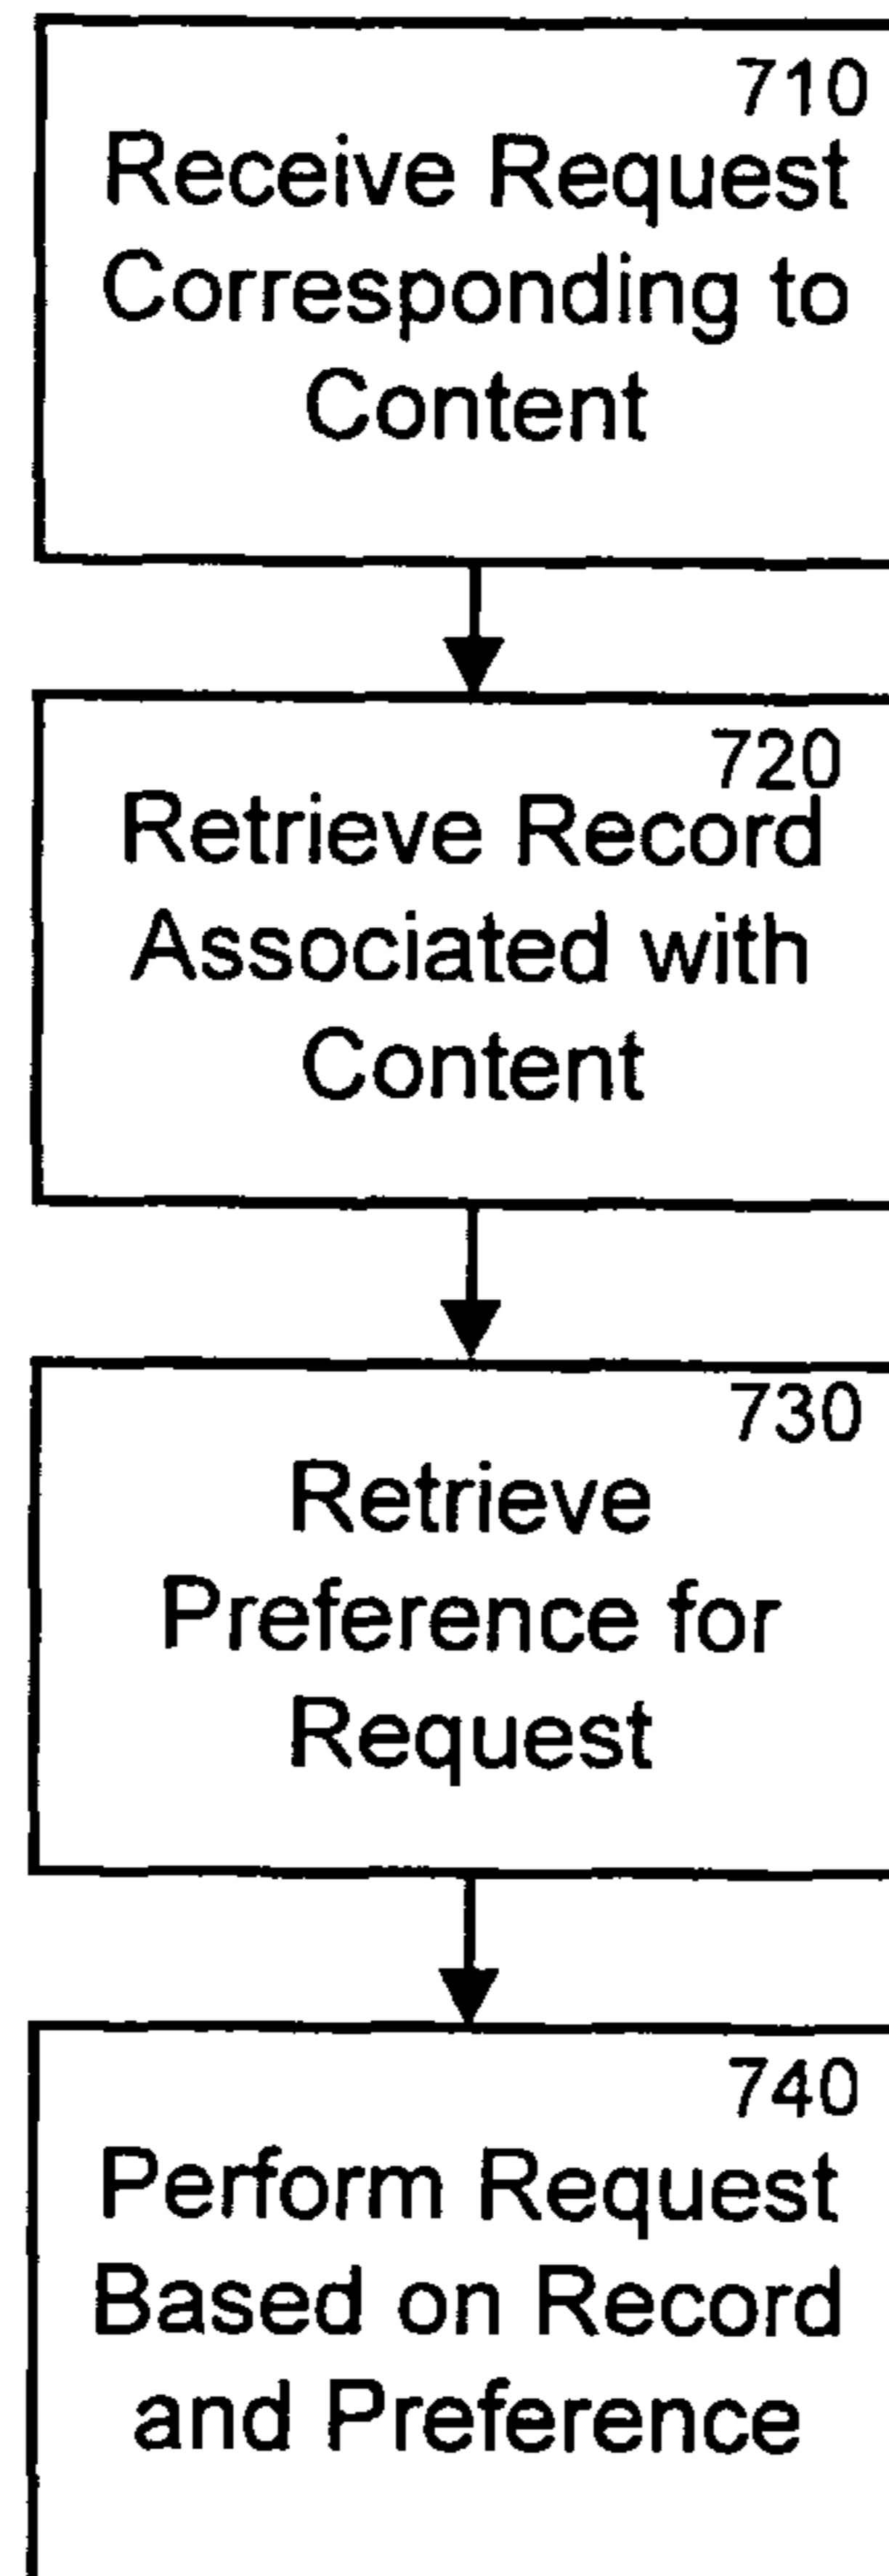 710
Receive Request
Corresponding to
Content
720
Retrieve Record
Associated with
Content
730
Retrieve
Preference for
Request
740
Perform Request
Based on Record
and Preference